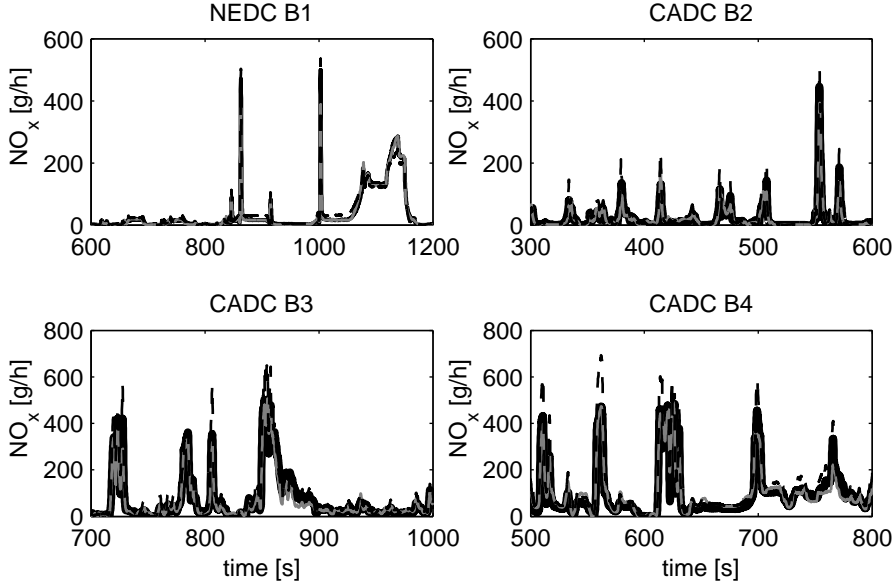 NEDC B1
CADC B2
NOx [g/h]
600
400
200
0
600 800 1000 1200
NOx [g/h]
600
400
200
0
300 400 500 600
CADC B3
CADC B4
NOx [g/h]
800
600
400
200
0
700 800 900 1000
time [s]
NOx [g/h]
800
600
400
200
0
500 600 700 800
time [s]